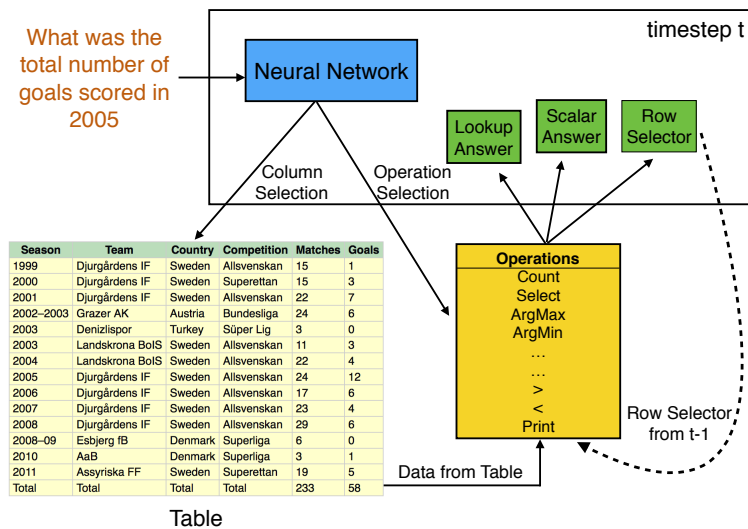 What was the
total number of
goals scored in
2005
timestep t
Neural Network
Lookup
Answer
Scalar
Answer
Row
Selector
Column
Selection
Operation
Selection
Season Team Country Competition Matches Goals
1999 Djurgårdens IF Sweden Allsvenskan 15 1
2000 Djurgårdens IF Sweden Superettan 15 3
2001 Djurgårdens IF Sweden Allsvenskan 22 7
2002–2003 Grazer AK Austria Bundesliga 24 6
2003 Denizlispor Turkey Süper Lig 3 0
2003 Landskrona BoIS Sweden Allsvenskan 11 3
2004 Landskrona BoIS Sweden Allsvenskan 22 4
2005 Djurgårdens IF Sweden Allsvenskan 24 12
2006 Djurgårdens IF Sweden Allsvenskan 17 6
2007 Djurgårdens IF Sweden Allsvenskan 23 4
2008 Djurgårdens IF Sweden Allsvenskan 29 6
2008–09 Esbjerg fB Denmark Superliga 6 0
2010 AaB Denmark Superliga 3 1
2011 Assyriska FF Sweden Superettan 19 5
Total Total Total Total 233 58
Table
Operations
Count
Select
ArgMax
ArgMin
...
...
>
<
Print
Data from Table
Row Selector
from t-1